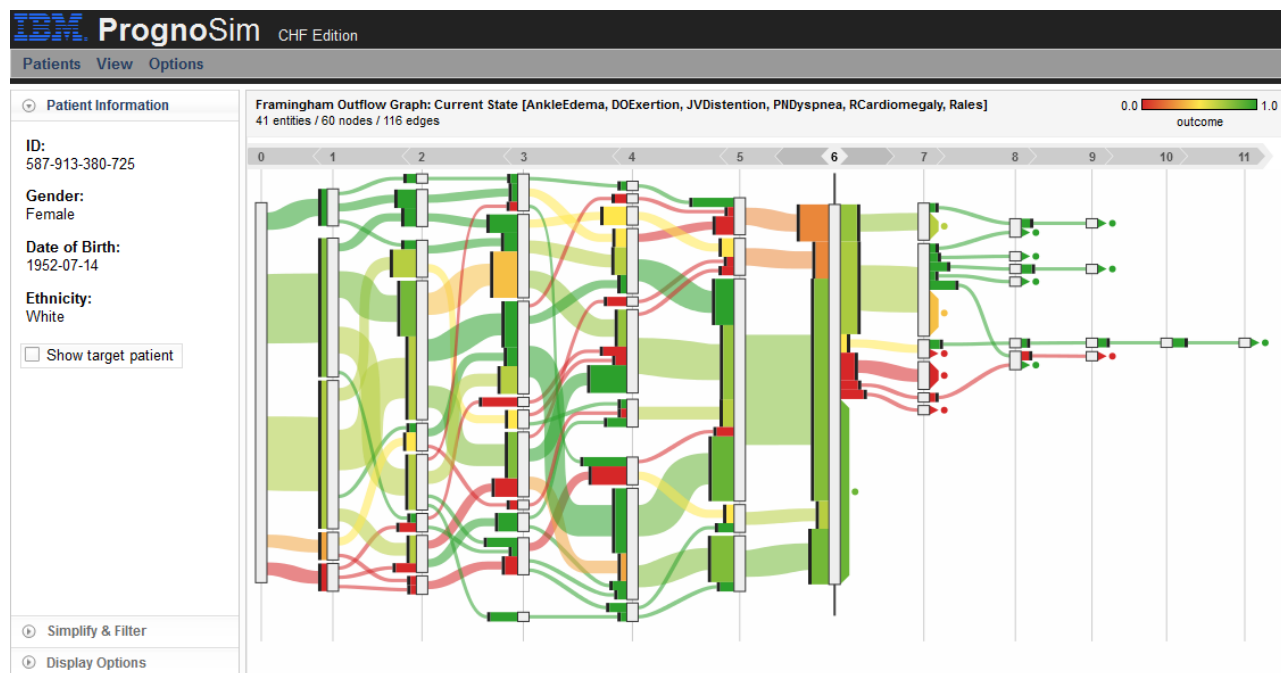 IBM. PrognoSim CHF Edition
Patients View Options
Patient Information
ID:
587-913-380-725
Gender:
Female
Date of Birth:
1952-07-14
Ethnicity:
White
Show target patient
Simplify & Filter
Display Options
Framingham Outflow Graph: Current State [AnkleEdema, DOExertion, JVDistention, PNDyspnea, RCardiomegaly, Rales]
41 entities / 60 nodes / 116 edges
0.0 1.0
outcome
0 1 2 3 4 5 6 7 8 9 10 11